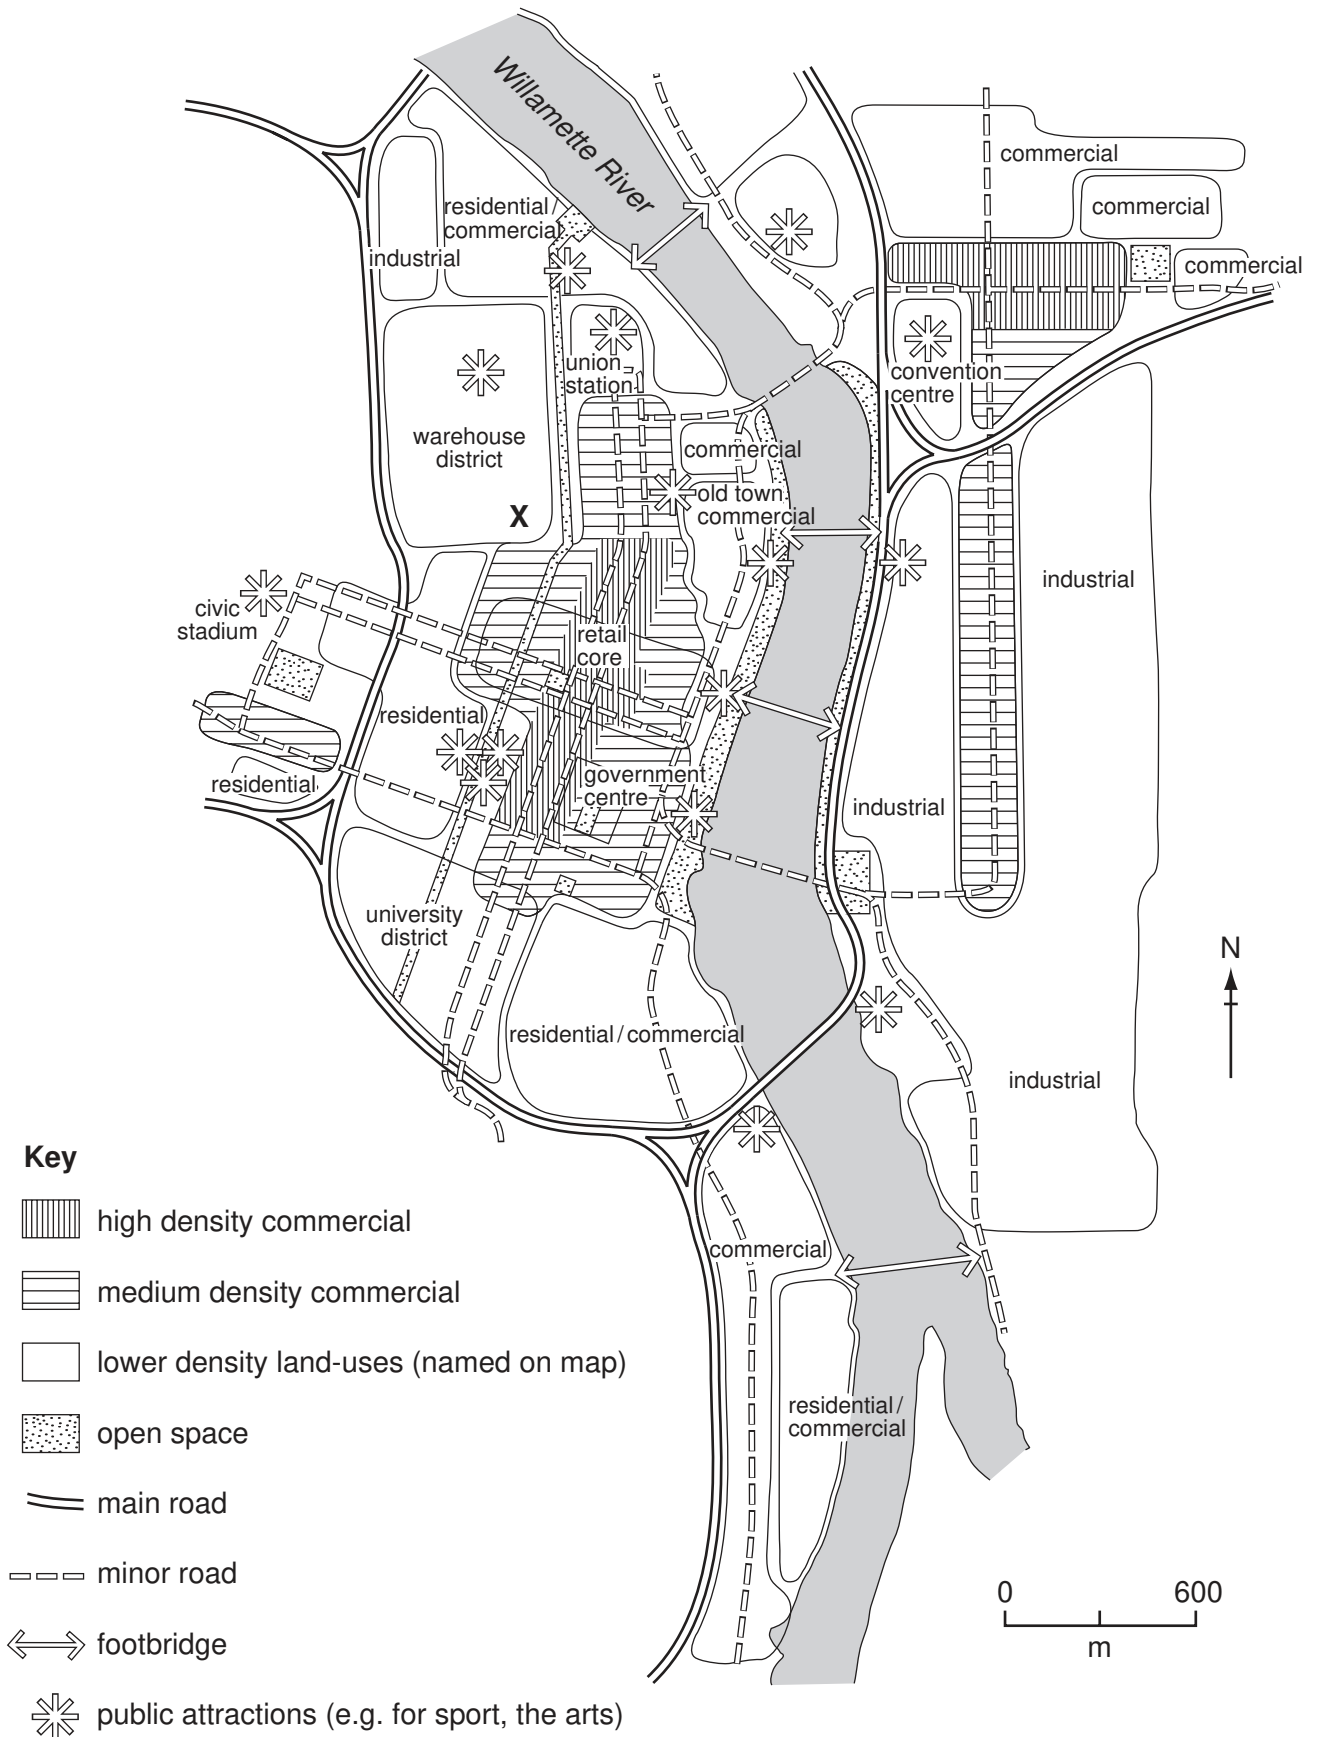 Willamette River
commercial
commercial
residential /
commercial
industrial
commercial
union
station
convention
centre
warehouse
district
commercial
old town
commercial
X
industrial
civic
stadium
retail
core
residential
residential
government
centre
industrial
university
district
N
residential / commercial
industrial
commercial
residential /
commercial
Key
high density commercial
medium density commercial
lower density land-uses (named on map)
open space
main road
minor road
footbridge
public attractions (e.g. for sport, the arts)
0 600
m